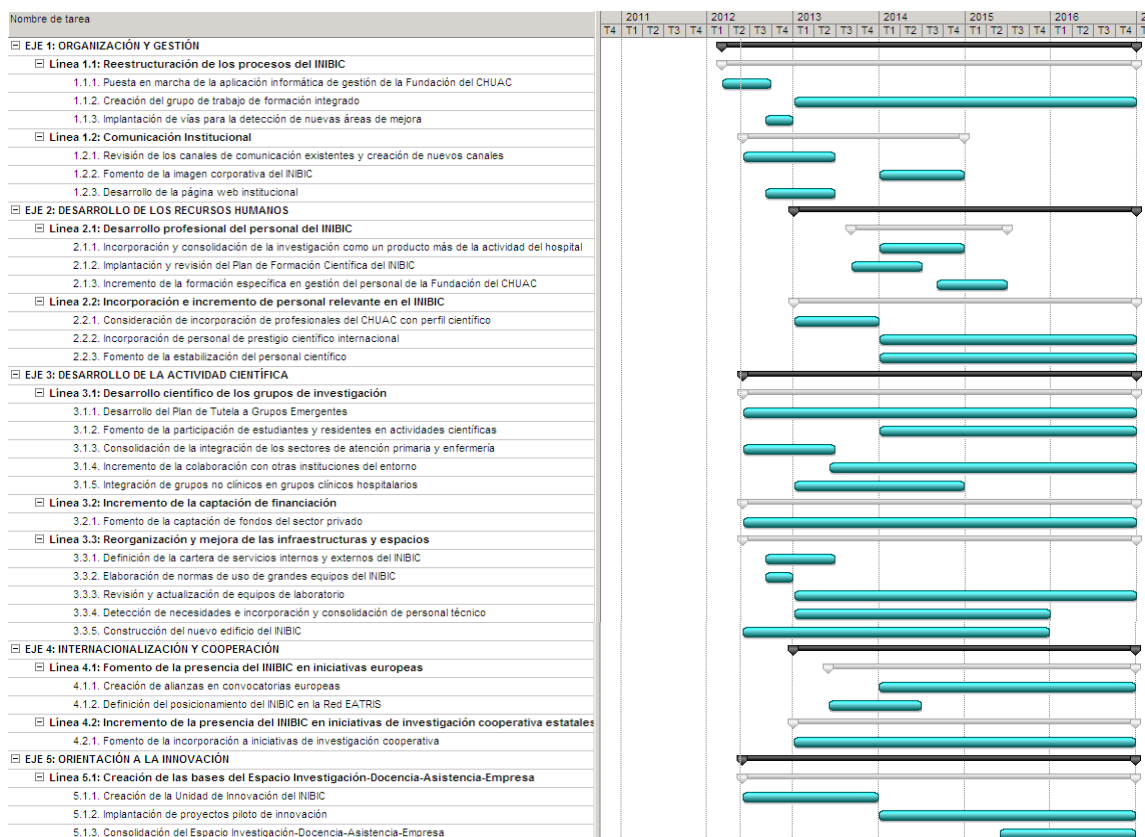 Nombre de tarea
2011 2012 2013 2014 2015 2016 2
T4 T1 T2 T3 T4 T1 T2 T3 T4 T1 T2 T3 T4 T1 T2 T3 T4 T1 T2 T3 T4 T1 T2 T3 T4 T
EJE 1: ORGANIZACIÓN Y GESTIÓN
Línea 1.1: Reestructuración de los procesos del INIBIC
1.1.1. Puesta en marcha de la aplicación informática de gestión de la Fundación del CHUAC
1.1.2. Creación del grupo de trabajo de formación integrado
1.1.3. Implantación de vías para la detección de nuevas áreas de mejora
Línea 1.2: Comunicación Institucional
1.2.1. Revisión de los canales de comunicación existentes y creación de nuevos canales
1.2.2. Fomento de la imagen corporativa del INIBIC
1.2.3. Desarrollo de la página web institucional
EJE 2: DESARROLLO DE LOS RECURSOS HUMANOS
Línea 2.1: Desarrollo profesional del personal del INIBIC
2.1.1. Incorporación y consolidación de la investigación como un producto más de la actividad del hospital
2.1.2. Implantación y revisión del Plan de Formación Científica del INIBIC
2.1.3. Incremento de la formación específica en gestión del personal de la Fundación del CHUAC
Línea 2.2: Incorporación e incremento de personal relevante en el INIBIC
2.2.1. Consideración de incorporación de profesionales del CHUAC con perfil científico
2.2.2. Incorporación de personal de prestigio científico internacional
2.2.3. Fomento de la estabilización del personal científico
EJE 3: DESARROLLO DE LA ACTIVIDAD CIENTÍFICA
Línea 3.1: Desarrollo científico de los grupos de investigación
3.1.1. Desarrollo del Plan de Tutela a Grupos Emergentes
3.1.2. Fomento de la participación de estudiantes y residentes en actividades científicas
3.1.3. Consolidación de la integración de los sectores de atención primaria y enfermería
3.1.4. Incremento de la colaboración con otras instituciones del entorno
3.1.5. Integración de grupos no clínicos en grupos clínicos hospitalarios
Línea 3.2: Incremento de la captación de financiación
3.2.1. Fomento de la captación de fondos del sector privado
Línea 3.3: Reorganización y mejora de las infraestructuras y espacios
3.3.1. Definición de la cartera de servicios internos y externos del INIBIC
3.3.2. Elaboración de normas de uso de grandes equipos del INIBIC
3.3.3. Revisión y actualización de equipos de laboratorio
3.3.4. Detección de necesidades e incorporación y consolidación de personal técnico
3.3.5. Construcción del nuevo edificio del INIBIC
EJE 4: INTERNACIONALIZACIÓN Y COOPERACIÓN
Línea 4.1: Fomento de la presencia del INIBIC en iniciativas europeas
4.1.1. Creación de alianzas en convocatorias europeas
4.1.2. Definición del posicionamiento del INIBIC en la Red EATRIS
Línea 4.2: Incremento de la presencia del INIBIC en iniciativas de investigación cooperativa estatales
4.2.1. Fomento de la incorporación a iniciativas de investigación cooperativa
EJE 5: ORIENTACIÓN A LA INNOVACIÓN
Línea 5.1: Creación de las bases del Espacio Investigación-Docencia-Asistencia-Empresa
5.1.1. Creación de la Unidad de Innovación del INIBIC
5.1.2. Implantación de proyectos piloto de innovación
5.1.3. Consolidación del Espacio Investigación-Docencia-Asistencia-Empresa